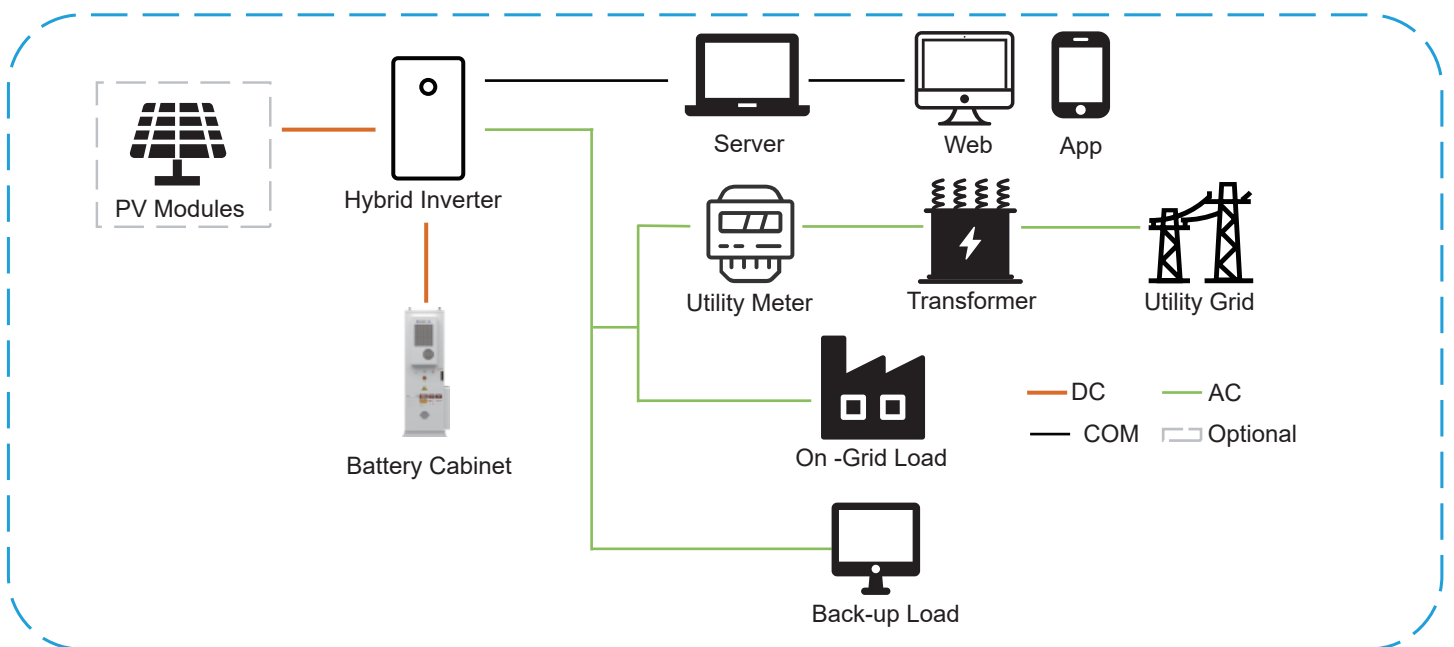 Server
Web
App
PV Modules
Hybrid Inverter
Utility Meter
Transformer
Utility Grid
DC
AC
COM
Optional
On -Grid Load
Battery Cabinet
Back-up Load